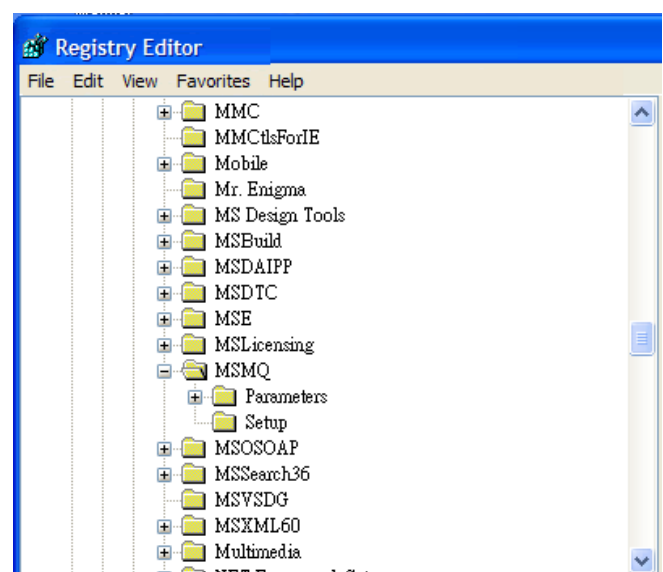 Registry Editor
File Edit View Favorites Help
MMC
MMCtlsForIE
Mobile
Mr. Enigma
MS Design Tools
MSBuild
MSDAIPP
MSDTC
MSE
MSLicensing
MSMQ
Parameters
Setup
MSOSOAP
MSSearch36
MSVSDG
MSXML60
Multimedia